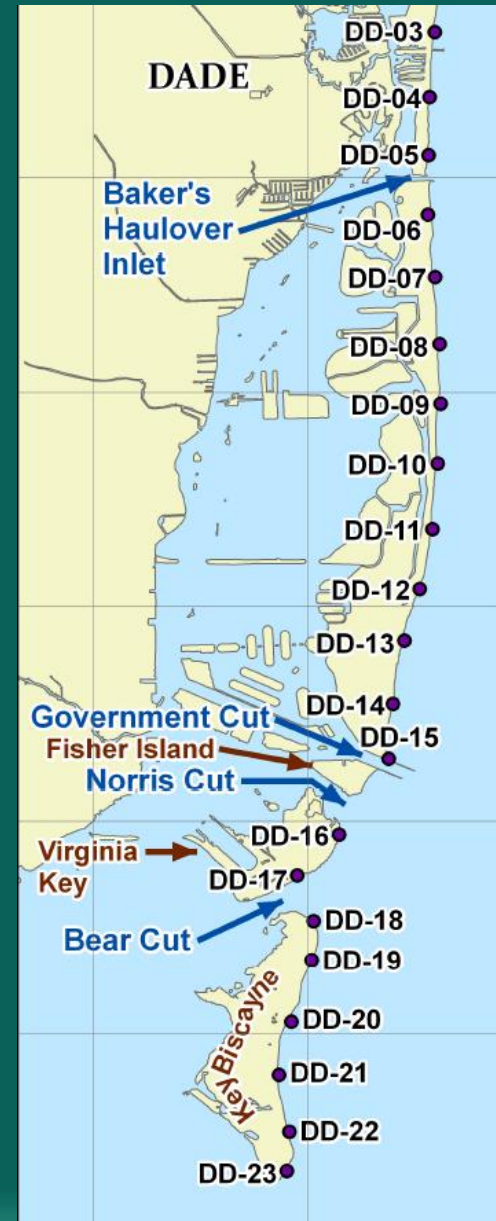 DD-03
DADE
DD-04
DD-05
Baker's
Haulover
Inlet
DD-06
DD-07
DD-08
DD-09
DD-10
DD-11
DD-12
DD-13
DD-14
Government Cut
DD-15
Fisher Island
Norris Cut
DD-16
Virginia
Key
DD-17
DD-18
Bear Cut
DD-19
Key Biscayne
DD-20
DD-21
DD-22
DD-23